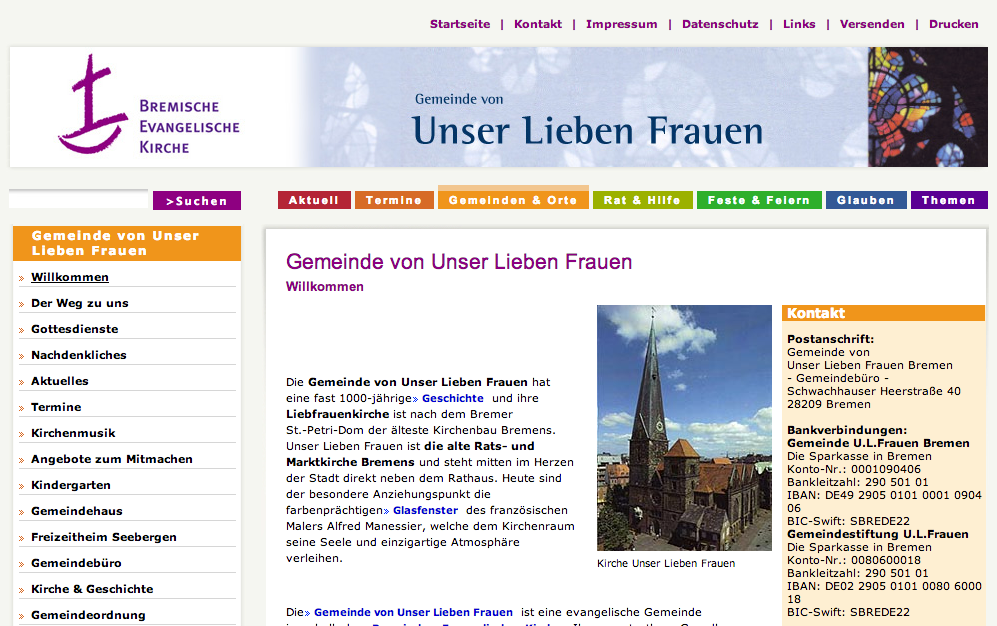 Startseite | Kontakt | Impressum | Datenschutz | Links | Versenden | Drucken
BREMISCHE
EVANGELISCHE
KIRCHE
Gemeinde von
Unser Lieben Frauen
>Suchen
Aktuell
Termine
Gemeinden & Orte
Rat & Hilfe
Feste & Feiern
Glauben
Themen
Gemeinde von Unser
Lieben Frauen
» Willkommen
» Der Weg zu uns
» Gottesdienste
» Nachdenkliches
» Aktuelles
» Termine
» Kirchenmusik
» Angebote zum Mitmachen
» Kindergarten
» Gemeindehaus
» Freizeitheim Seebergen
» Gemeindebüro
» Kirche & Geschichte
» Gemeindeordnung
Gemeinde von Unser Lieben Frauen
Willkommen
Die Gemeinde von Unser Lieben Frauen hat
eine fast 1000-jährige» Geschichte und ihre
Liebfrauenkirche ist nach dem Bremer
St.-Petri-Dom der älteste Kirchenbau Bremens.
Unser Lieben Frauen ist die alte Rats- und
Marktkirche Bremens und steht mitten im Herzen
der Stadt direkt neben dem Rathaus. Heute sind
der besondere Anziehungspunkt die
farbenprächtigen» Glasfenster des französischen
Malers Alfred Manessier, welche dem Kirchenraum
seine Seele und einzigartige Atmosphäre
verleihen.
Kirche Unser Lieben Frauen
Die» Gemeinde von Unser Lieben Frauen ist eine evangelische Gemeinde
Kontakt
Postanschrift:
Gemeinde von
Unser Lieben Frauen Bremen
- Gemeindebüro -
Schwachhauser Heerstraße 40
28209 Bremen
Bankverbindungen:
Gemeinde U.L.Frauen Bremen
Die Sparkasse in Bremen
Konto-Nr.: 0001090406
Bankleitzahl: 290 501 01
IBAN: DE49 2905 0101 0001 0904
06
BIC-Swift: SBREDE22
Gemeindestiftung U.L.Frauen
Die Sparkasse in Bremen
Konto-Nr.: 0080600018
Bankleitzahl: 290 501 01
IBAN: DE02 2905 0101 0080 6000
18
BIC-Swift: SBREDE22